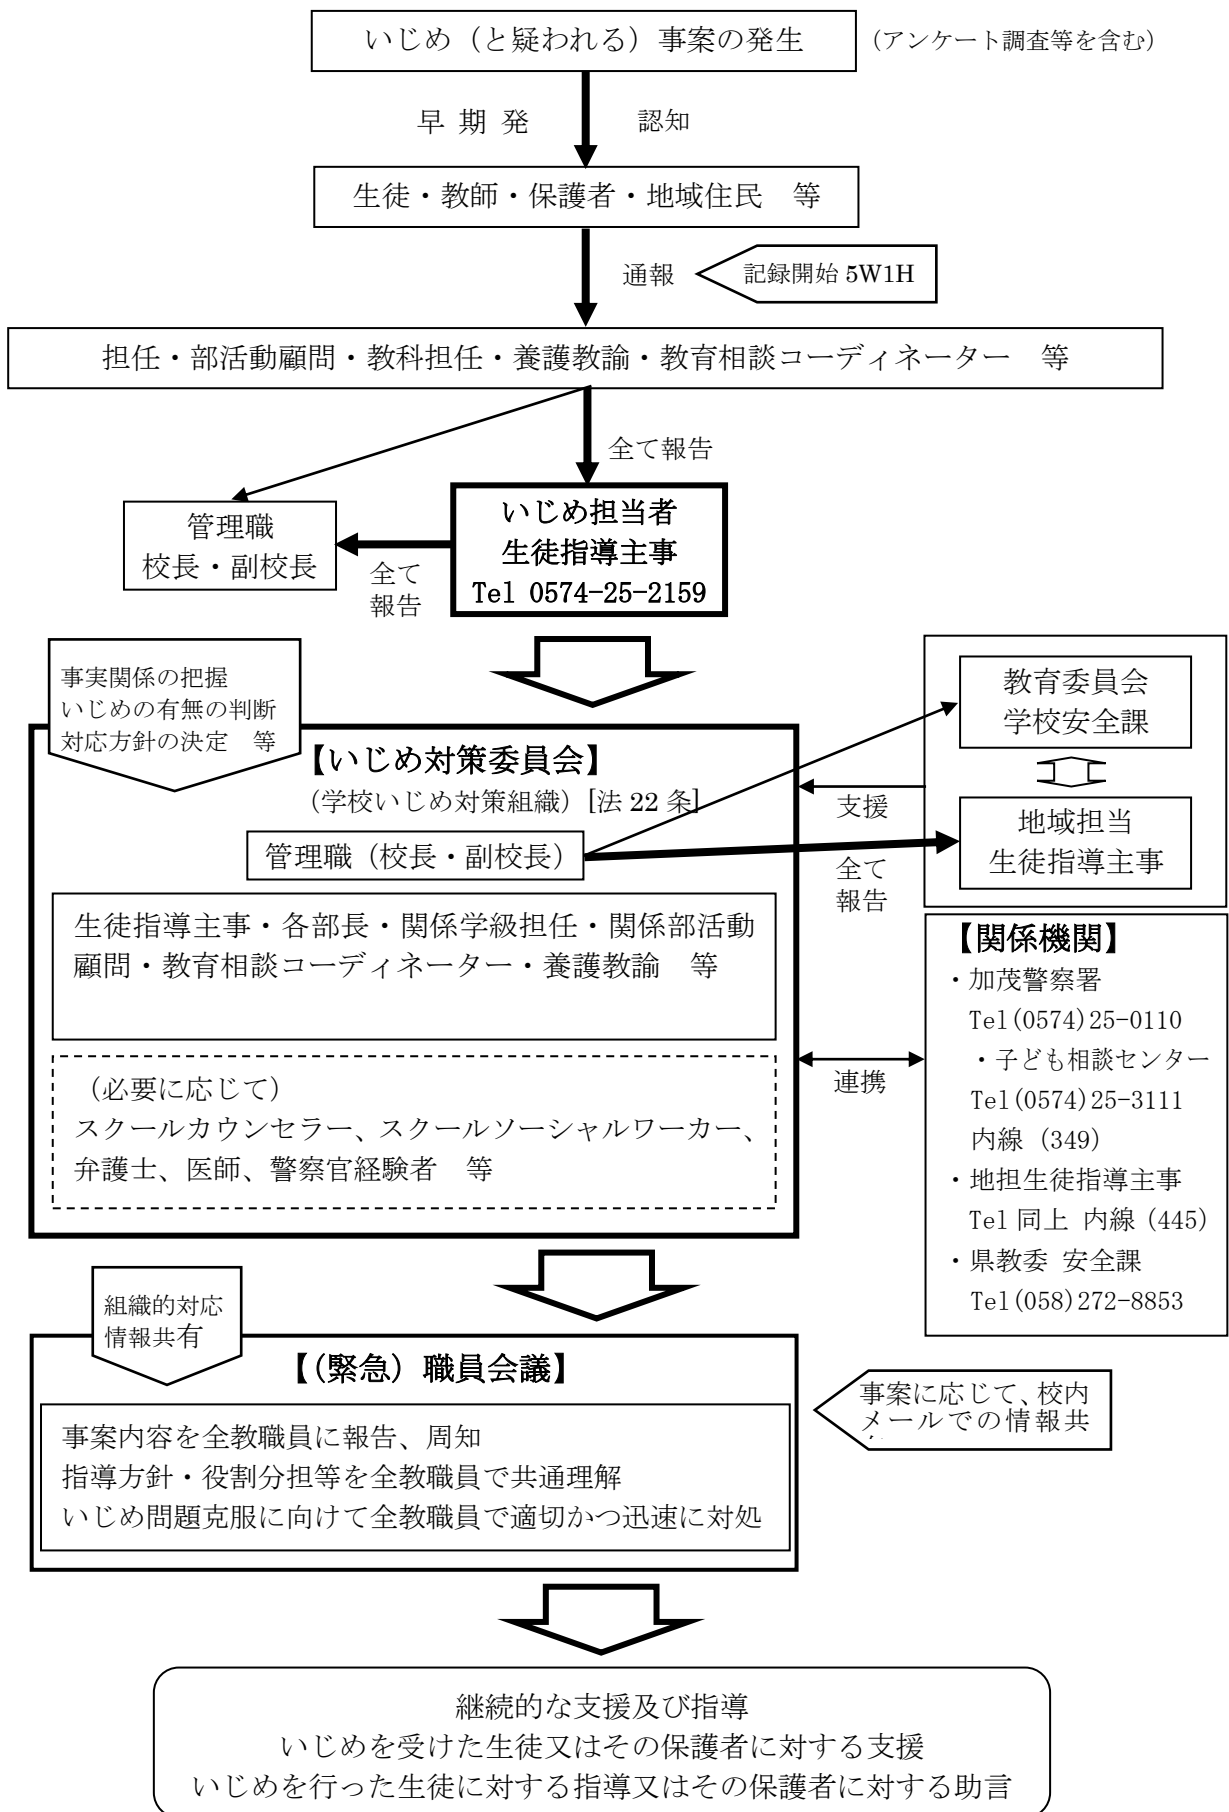 いじめ（と疑われる）事案の発生
（アンケート調査等を含む）
早 期 発
認知
生徒・教師・保護者・地域住民　等
通報
記録開始 5W1H
担任・部活動顧問・教科担任・養護教諭・教育相談コーディネーター　等
全て報告
管理職
校長・副校長
いじめ担当者
生徒指導主事
Tel 0574-25-2159
全て
報告
事実関係の把握
いじめの有無の判断
対応方針の決定　等
教育委員会
学校安全課
【いじめ対策委員会】
（学校いじめ対策組織）[法 22 条]
支援
地域担当
生徒指導主事
管理職（校長・副校長）
全て
報告
生徒指導主事・各部長・関係学級担任・関係部活動
顧問・教育相談コーディネーター・養護教諭　等
（必要に応じて）
スクールカウンセラー、スクールソーシャルワーカー、
弁護士、医師、警察官経験者　等
連携
【関係機関】
・加茂警察署
Tel(0574)25-0110
・子ども相談センター
Tel(0574)25-3111
内線（349）
・地担生徒指導主事
Tel 同上 内線（445）
・県教委 安全課
Tel(058)272-8853
組織的対応
情報共有
【（緊急）職員会議】
事案内容を全教職員に報告、周知
指導方針・役割分担等を全教職員で共通理解
いじめ問題克服に向けて全教職員で適切かつ迅速に対処
事案に応じて、校内
メールでの情報共
継続的な支援及び指導
いじめを受けた生徒又はその保護者に対する支援
いじめを行った生徒に対する指導又はその保護者に対する助言